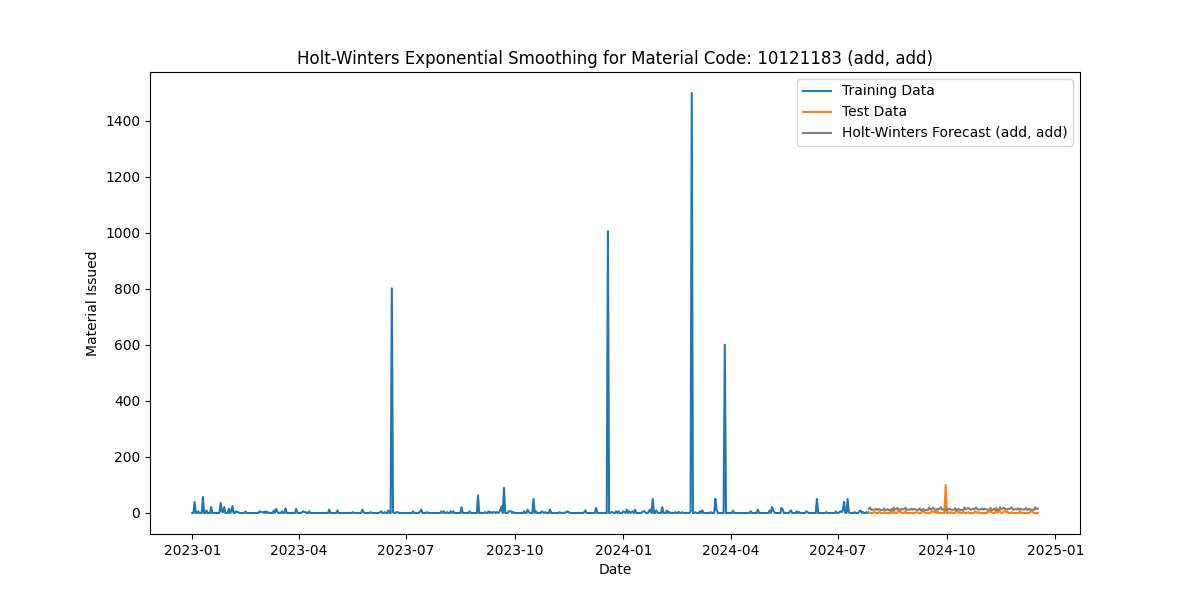 Holt-Winters Exponential Smoothing for Material Code: 10121183 (add, add)
Training Data
Test Data
Holt-Winters Forecast (add, add)
Material Issued
1400
1200
1000
800
600
400
200
0
2023-01 2023-04 2023-07 2023-10 2024-01 2024-04 2024-07 2024-10 2025-01
Date